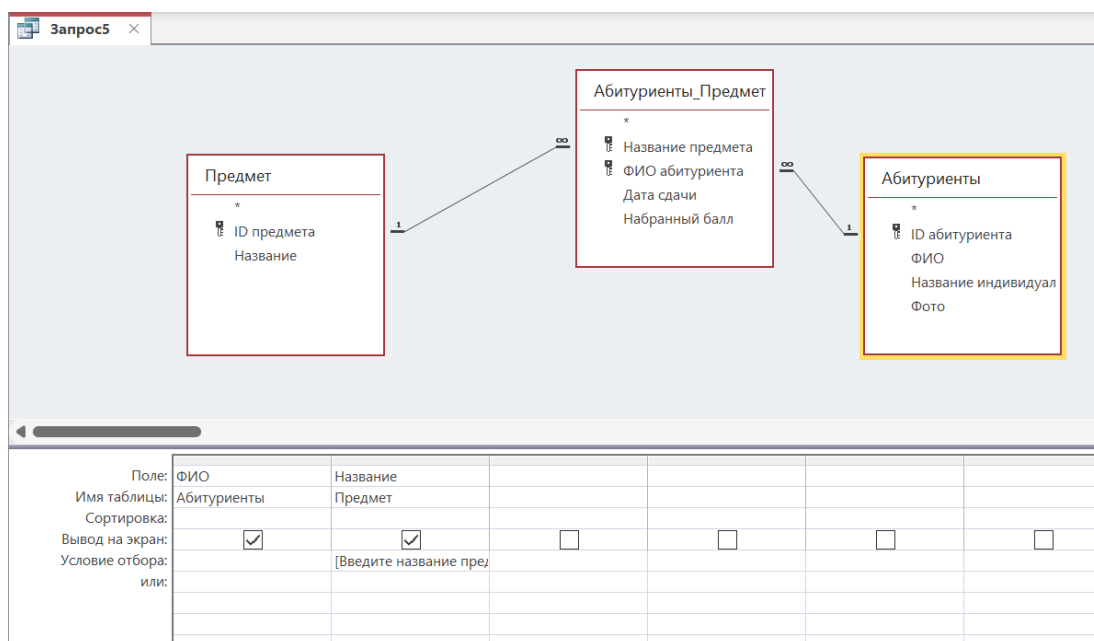 Запрос5
Абитуриенты_Предмет
*
Название предмета
ФИО абитуриента
Дата сдачи
Набранный балл
∞
∞
Предмет
*
ID предмета
Название
1
Абитуриенты
*
ID абитуриента
ФИО
Название индивидуал
Фото
1
Поле: ФИО Название
Имя таблицы: Абитуриенты Предмет
Сортировка:
Вывод на экран:
Условие отбора: [Введите название пред
или: